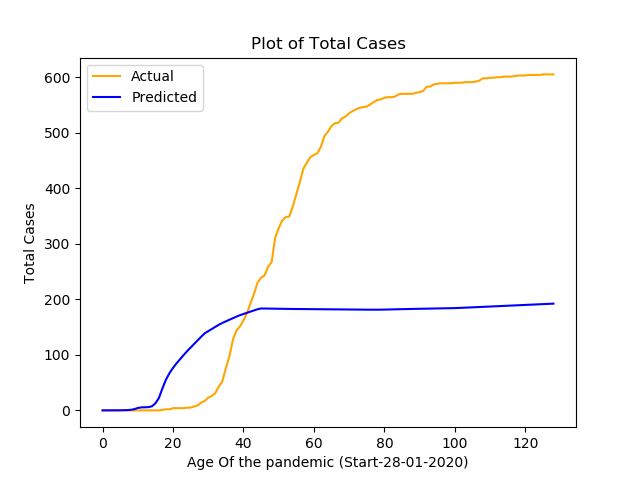 Plot of Total Cases
Actual
Predicted
Total Cases
600
500
400
300
200
100
0
0 20 40 60 80 100 120
Age Of the pandemic (Start-28-01-2020)